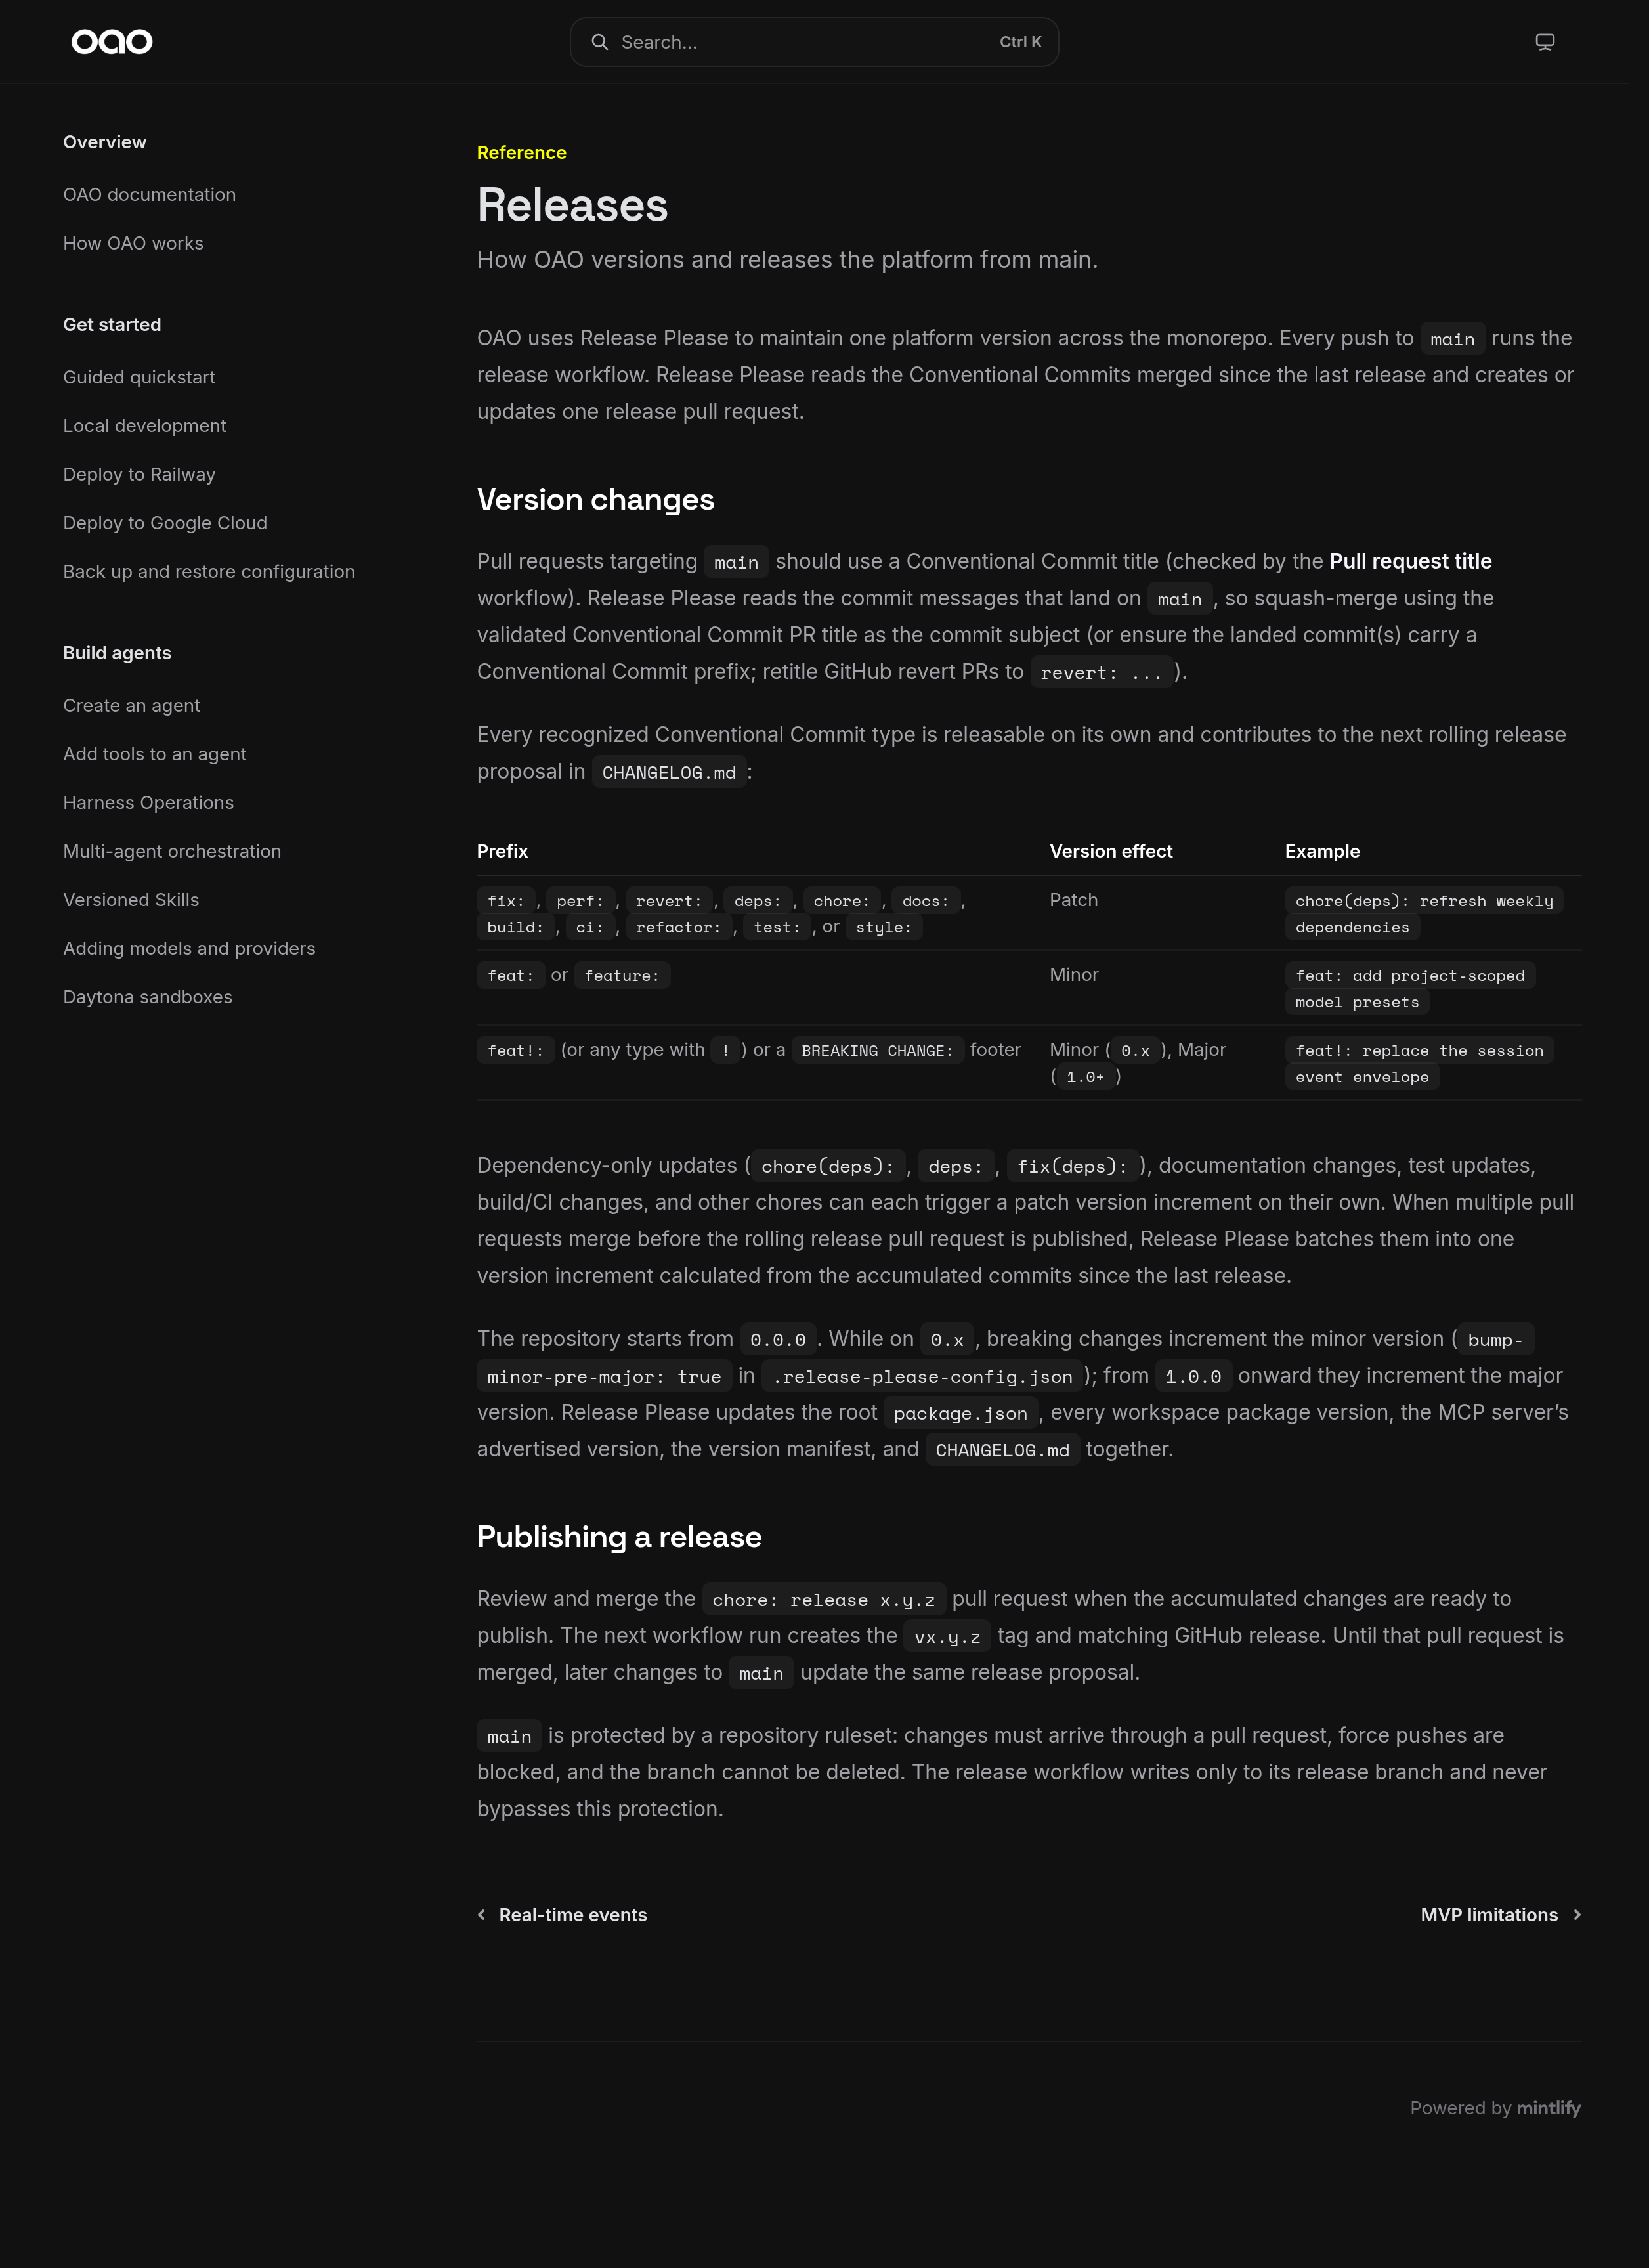 oao
Search...
Ctrl K
Overview
OAO documentation
How OAO works
Get started
Guided quickstart
Local development
Deploy to Railway
Deploy to Google Cloud
Back up and restore configuration
Build agents
Create an agent
Add tools to an agent
Harness Operations
Multi-agent orchestration
Versioned Skills
Adding models and providers
Daytona sandboxes
Reference
Releases
How OAO versions and releases the platform from main.
OAO uses Release Please to maintain one platform version across the monorepo. Every push to main runs the
release workflow. Release Please reads the Conventional Commits merged since the last release and creates or
updates one release pull request.
Version changes
Pull requests targeting main should use a Conventional Commit title (checked by the Pull request title
workflow). Release Please reads the commit messages that land on main, so squash-merge using the
validated Conventional Commit PR title as the commit subject (or ensure the landed commit(s) carry a
Conventional Commit prefix; retitle GitHub revert PRs to revert: ...).
Every recognized Conventional Commit type is releasable on its own and contributes to the next rolling release
proposal in CHANGELOG.md:
Prefix Version effect Example
fix:, perf:, revert:, deps:, chore:, docs:, Patch chore(deps): refresh weekly
build:, ci:, refactor:, test:, or style: dependencies
feat: or feature: Minor feat: add project-scoped
model presets
feat!: (or any type with !) or a BREAKING CHANGE: footer Minor (0.x), Major feat!: replace the session
(1.0+) event envelope
Dependency-only updates (chore(deps):, deps:, fix(deps):), documentation changes, test updates,
build/CI changes, and other chores can each trigger a patch version increment on their own. When multiple pull
requests merge before the rolling release pull request is published, Release Please batches them into one
version increment calculated from the accumulated commits since the last release.
The repository starts from 0.0.0. While on 0.x, breaking changes increment the minor version (bump-
minor-pre-major: true in .release-please-config.json); from 1.0.0 onward they increment the major
version. Release Please updates the root package.json, every workspace package version, the MCP server’s
advertised version, the version manifest, and CHANGELOG.md together.
Publishing a release
Review and merge the chore: release x.y.z pull request when the accumulated changes are ready to
publish. The next workflow run creates the vx.y.z tag and matching GitHub release. Until that pull request is
merged, later changes to main update the same release proposal.
main is protected by a repository ruleset: changes must arrive through a pull request, force pushes are
blocked, and the branch cannot be deleted. The release workflow writes only to its release branch and never
bypasses this protection.
Real-time events
MVP limitations
Powered by mintlify